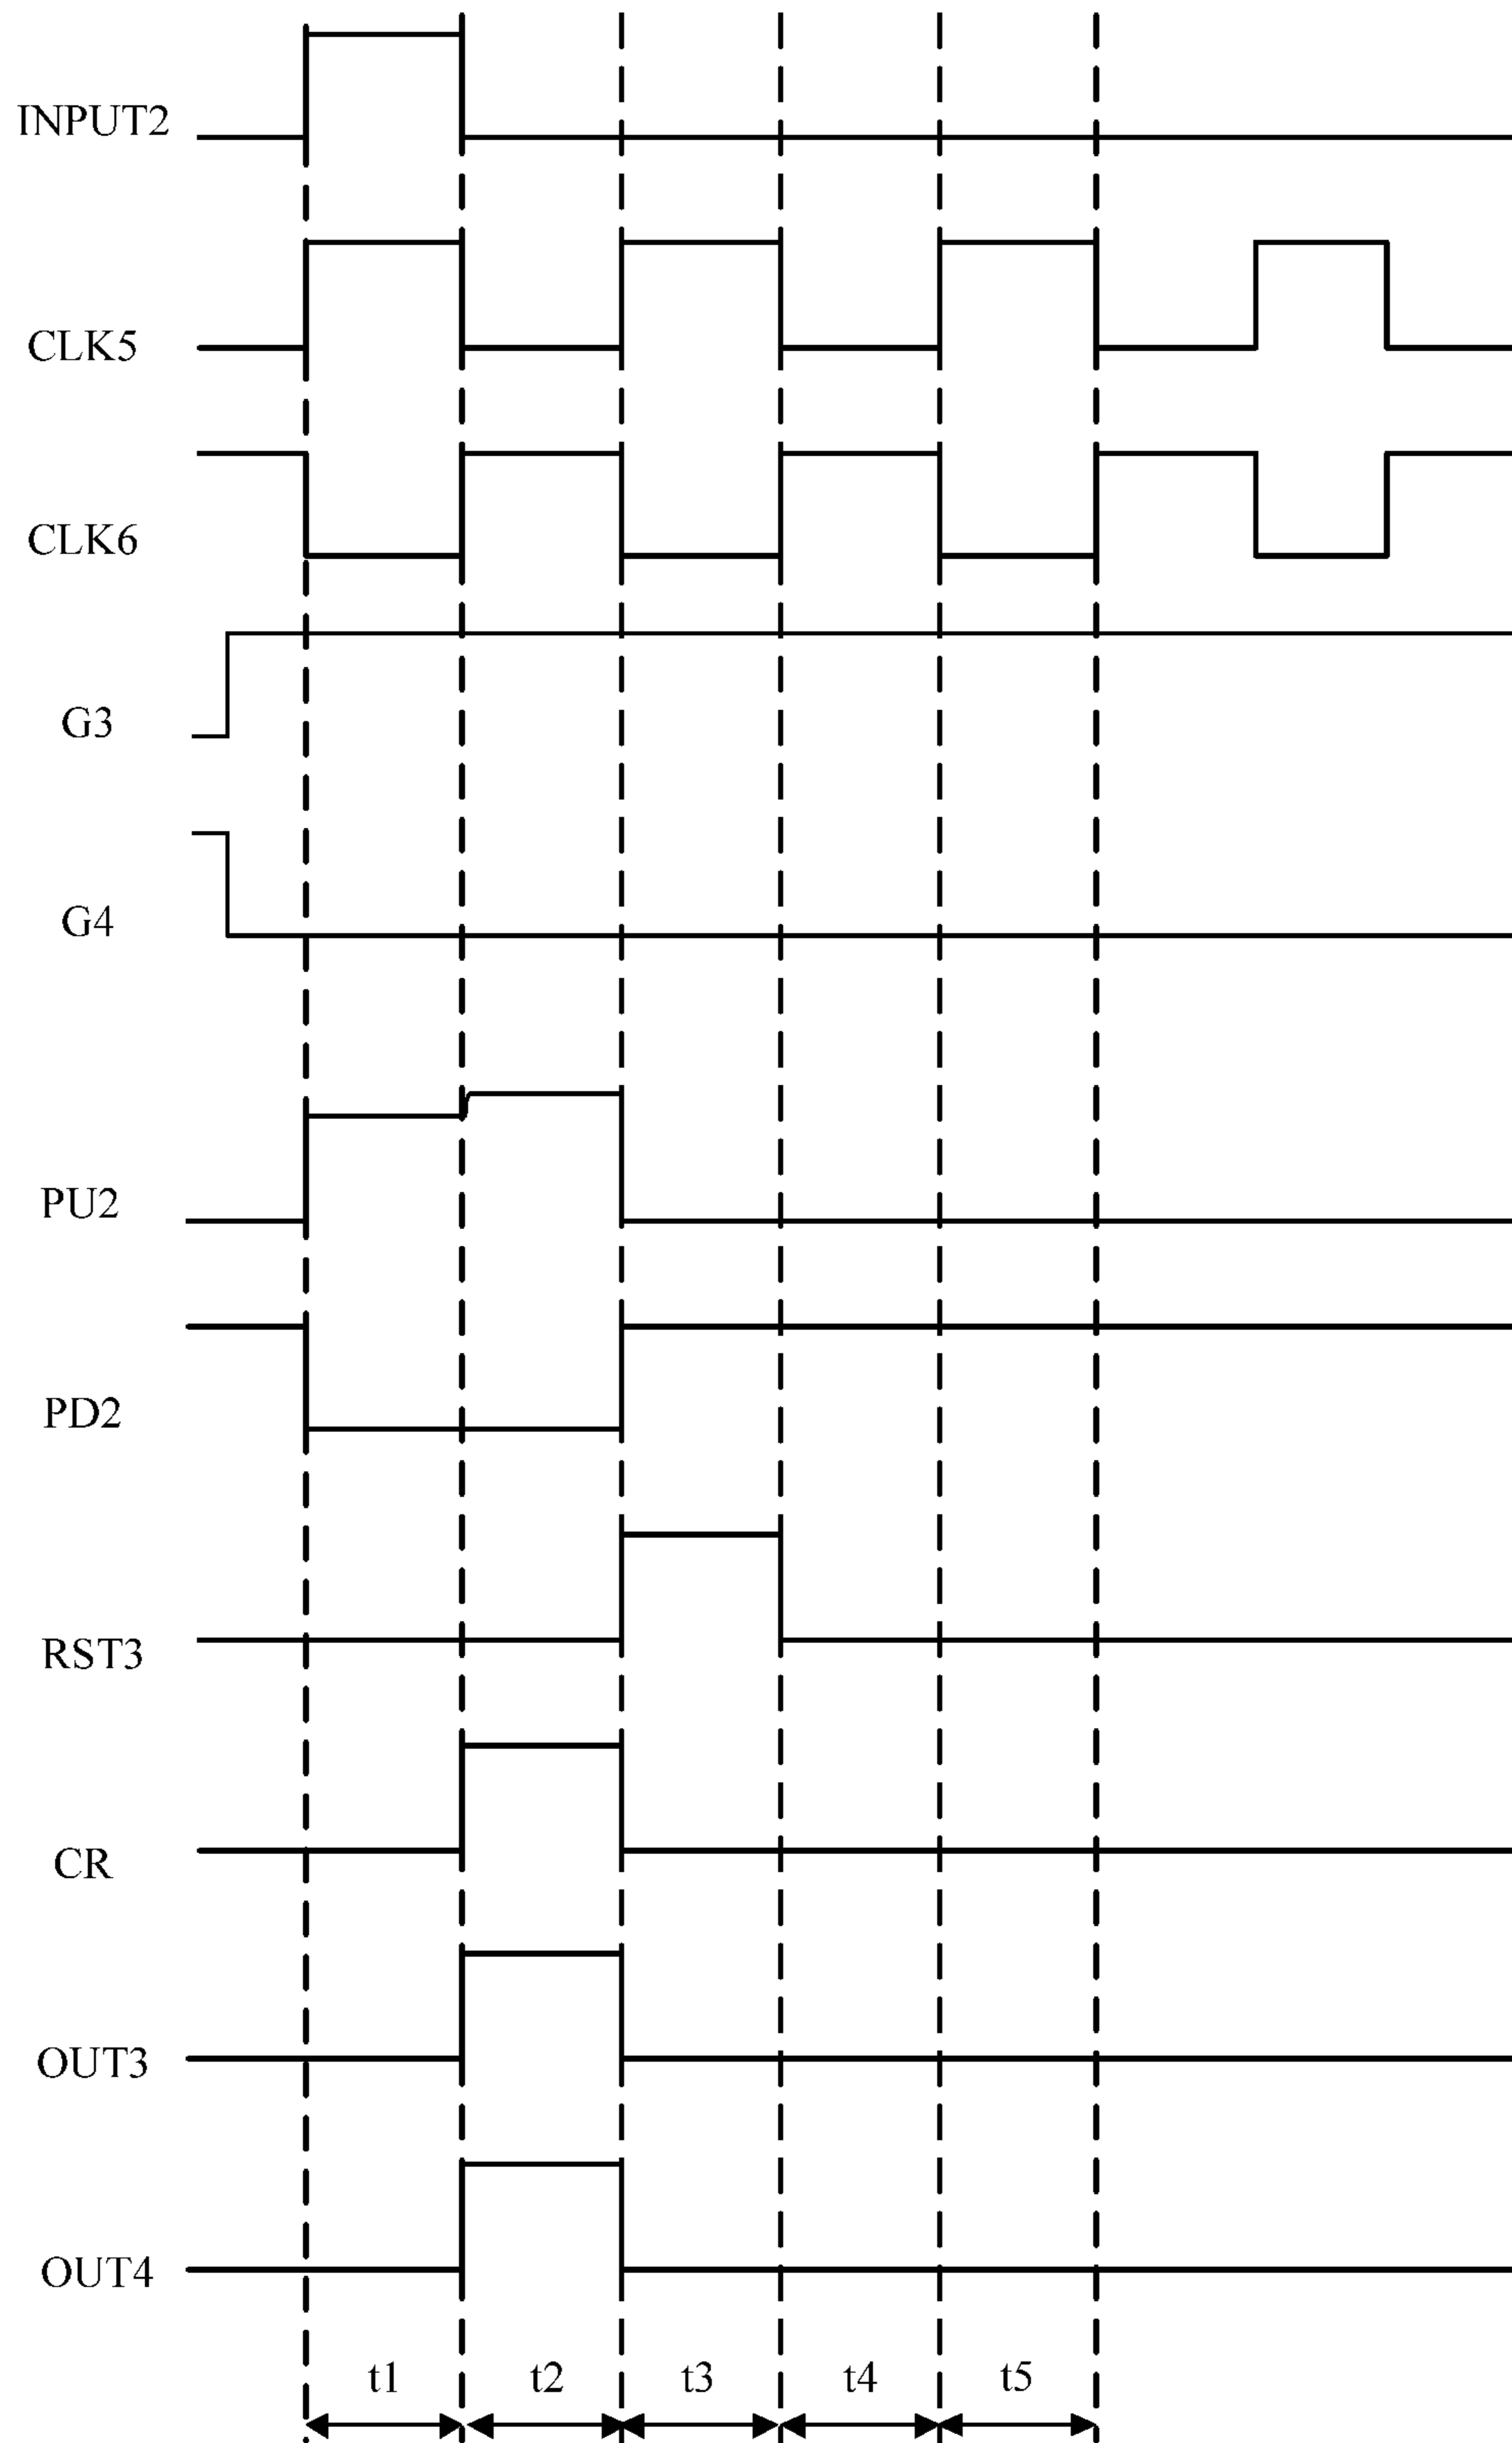 INPUT2
CLK5
CLK6
G3
G4
PU2
PD2
RST3
CR
OUT3
OUT4
t1 t2 t3 t4 t5